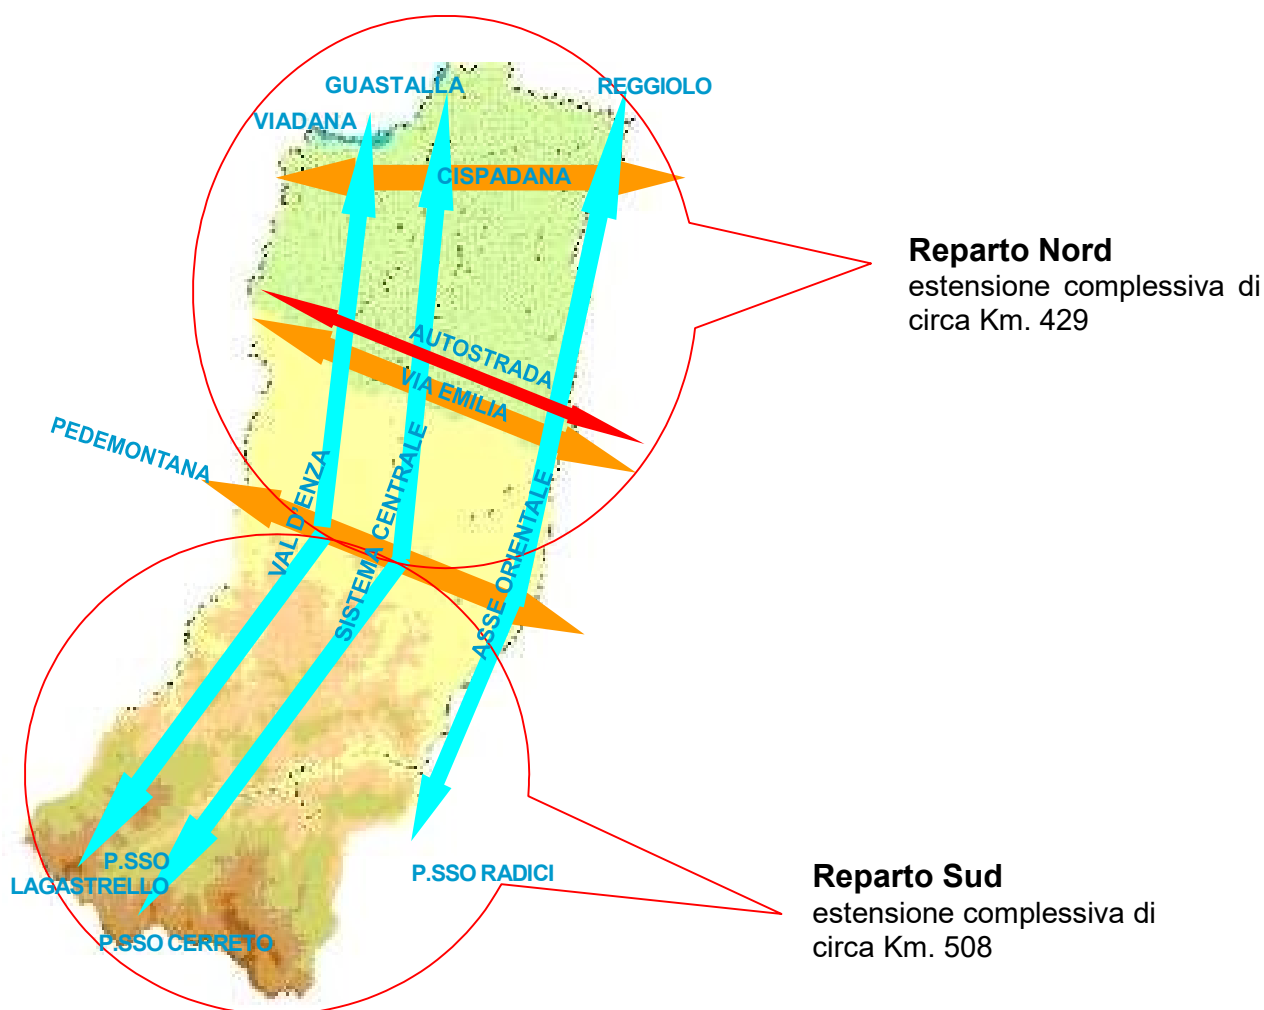 GUASTALLA
REGGIOLO
VIADANA
CISPADANA
Reparto Nord
estensione complessiva di
circa Km. 429
AUTOSTRADA
VIA EMILIA
PEDEMONTANA
VAL D'ENZA
SISTEMA CENTRALE
ASSE ORIENTALE
P.SSO
LAGASTRELLO
P.SSO RADICI
P.SSO CERRETO
Reparto Sud
estensione complessiva di
circa Km. 508